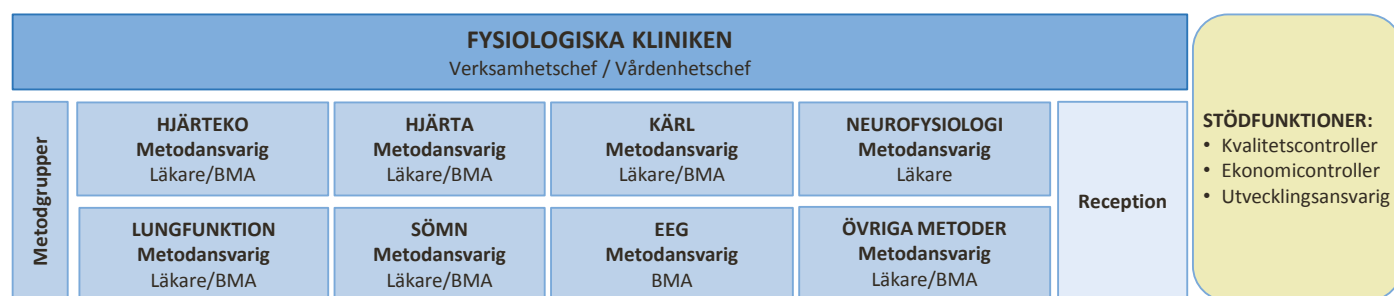 FYSIOLOGISKA KLINIKEN
Verksamhetschef / Vårdenhetschef
Metodgrupper
HJÄRTEKO
Metodansvarig
Läkare/BMA
HJÄRTA
Metodansvarig
Läkare/BMA
KÄRL
Metodansvarig
Läkare/BMA
NEUROFYSIOLOGI
Metodansvarig
Läkare
LUNGFUNKTION
Metodansvarig
Läkare/BMA
SÖMN
Metodansvarig
Läkare/BMA
EEG
Metodansvarig
BMA
ÖVRIGA METODER
Metodansvarig
Läkare/BMA
Reception
STÖDFUNKTIONER:
• Kvalitetscontroller
• Ekonomicontroller
• Utvecklingsansvarig